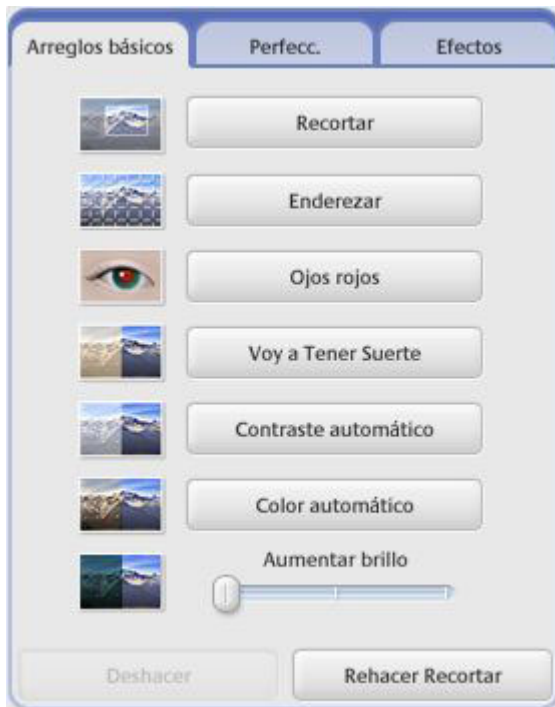 Arreglos básicos
Perfecc.
Efectos
Recortar
Enderezar
Ojos rojos
Voy a Tener Suerte
Contraste automático
Color automático
Aumentar brillo
Deshacer
Rehacer Recortar